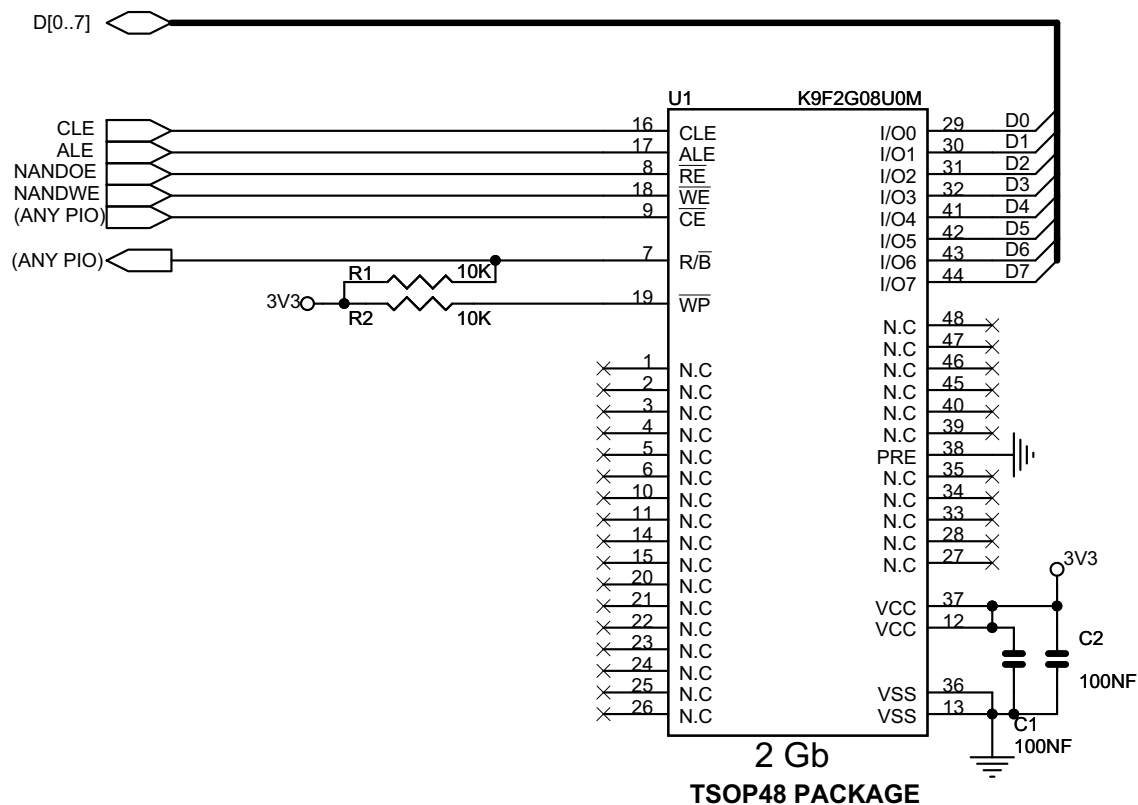 D[0..7]
U1 K9F2G08U0M
CLE 16 CLE I/O0 29 D0
ALE 17 ALE I/O1 30 D1
NANDOE 8 RE I/O2 31 D2
NANDWE 18 WE I/O3 32 D3
(ANY PIO) 9 CE I/O4 41 D4
I/O5 42 D5
(ANY PIO) 7 R/B I/O6 43 D6
R1 10K I/O7 44 D7
3V3 19 WP
R2 10K
N.C 48
N.C 47
1 N.C N.C 46
2 N.C N.C 45
3 N.C N.C 40
4 N.C N.C 39
5 N.C PRE 38
6 N.C N.C 35
10 N.C N.C 34
11 N.C N.C 33
14 N.C N.C 28
15 N.C N.C 27
3V3
20 N.C
21 N.C VCC 37
22 N.C VCC 12
23 N.C C2
24 N.C 100NF
25 N.C VSS 36
26 N.C VSS 13
C1
100NF
2 Gb
TSOP48 PACKAGE